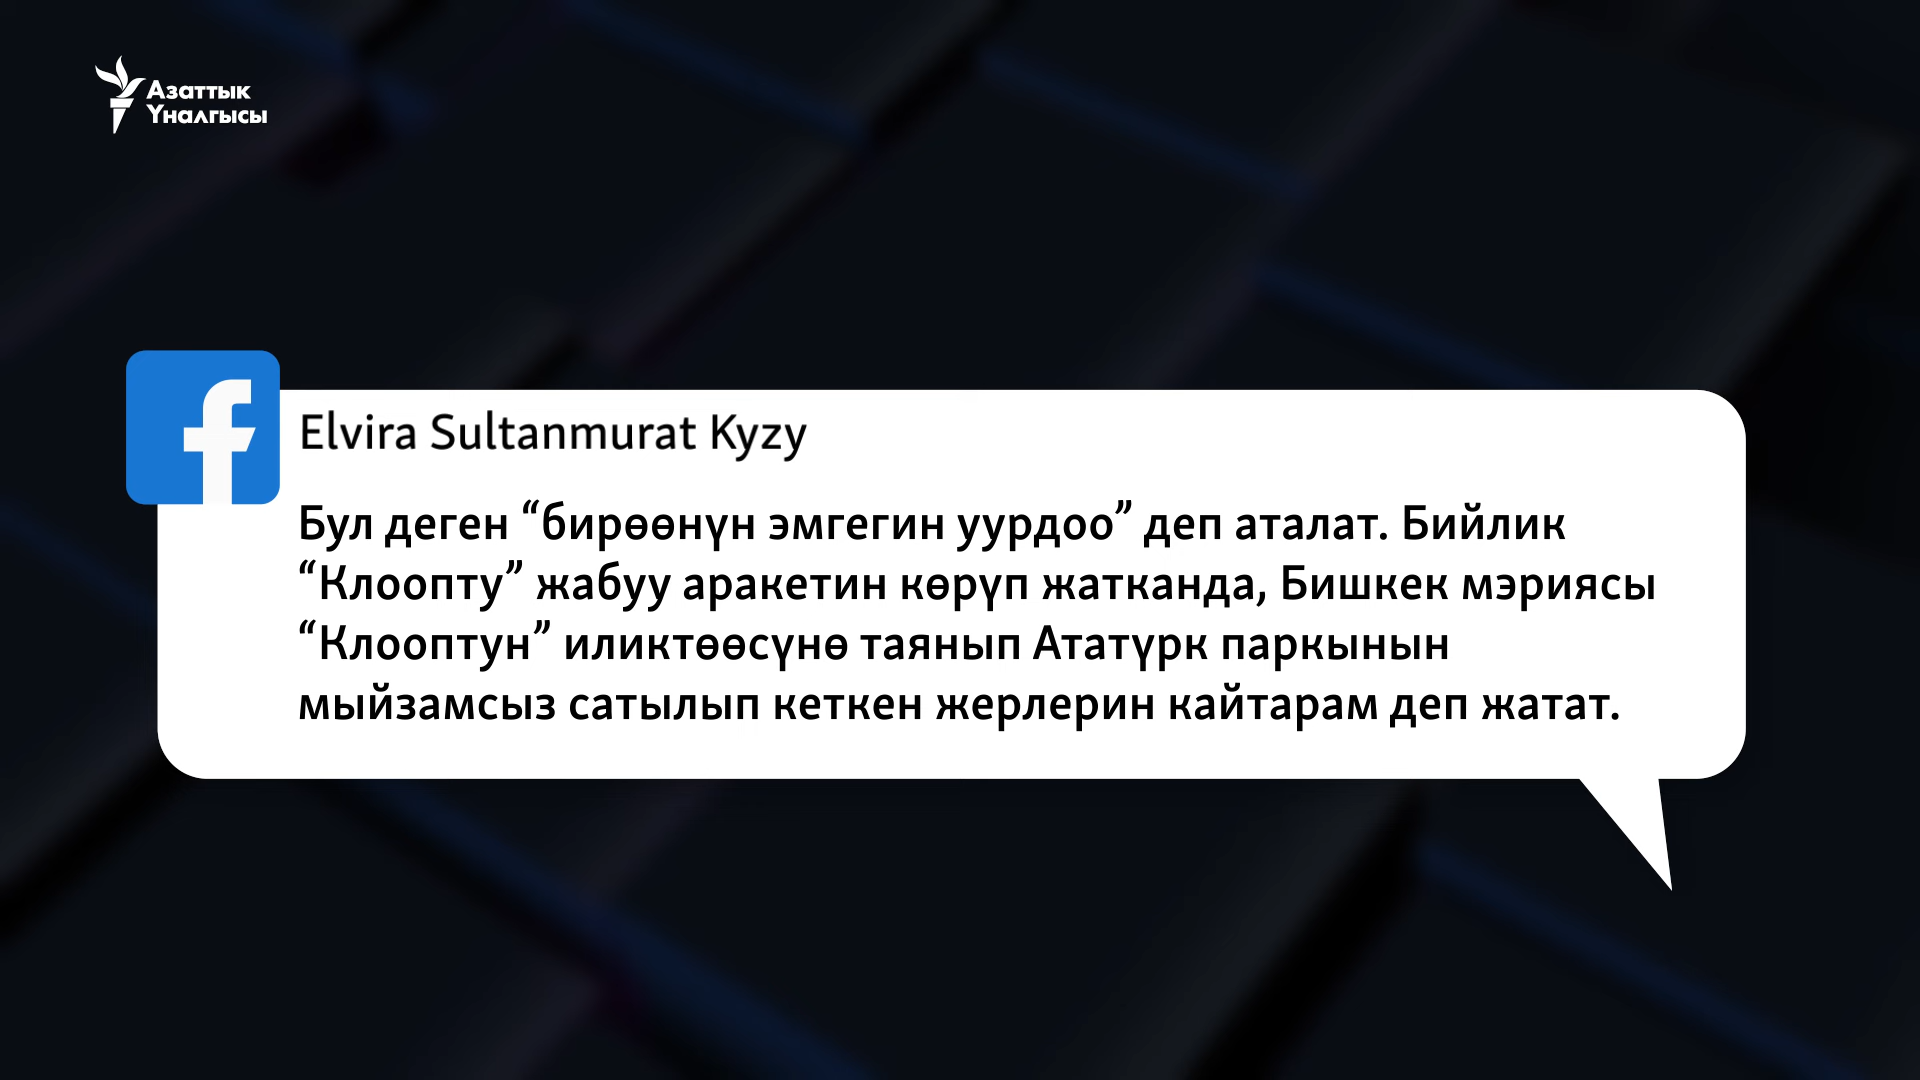 Азаттык
Үналгысы
Elvira Sultanmurat Kyzy
Бул деген “бирөөнүн эмгегин уурдоо” деп аталат. Бийлик
“Клоопту” жабуу аракетин көрүп жатканда, Бишкек мэриясы
“Клооптун” иликтөөсүнө таянып Ататүрк паркынын
мыйзамсыз сатылып кеткен жерлерин кайтарам деп жатат.